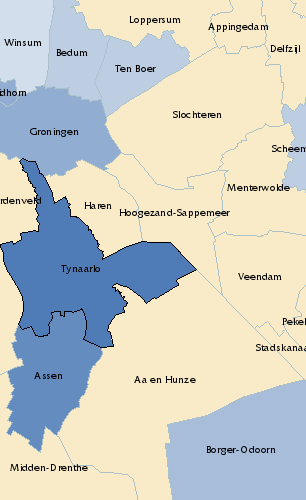 Loppersum
Appingedam
Winsum
Bedum
Delfzijl
Ten Boer
idhorn
Slochteren
Groningen
Scheem
Menterwolde
rdenveld
Haren
Hoogezand-Sappemeer
Tynaarlo
Veendam
Pekel
Stadskanaa
Assen
Aa en Hunze
Borger-Odoorn
Midden-Drenthe